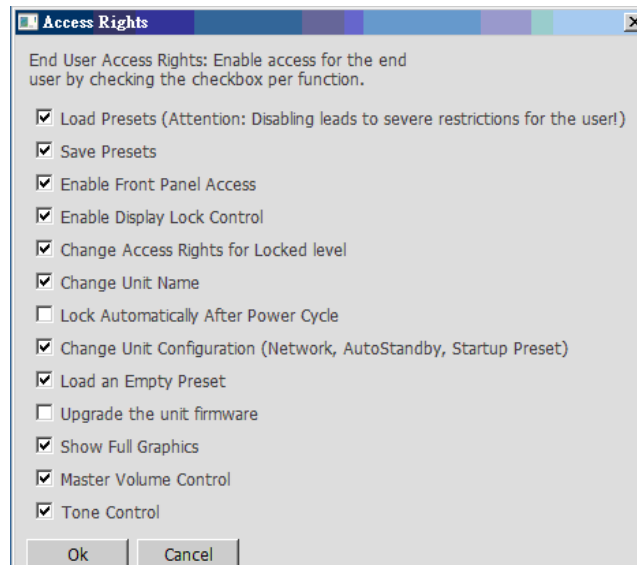 Access Rights
End User Access Rights: Enable access for the end
user by checking the checkbox per function.
Load Presets (Attention: Disabling leads to severe restrictions for the user!)
Save Presets
Enable Front Panel Access
Enable Display Lock Control
Change Access Rights for Locked level
Change Unit Name
Lock Automatically After Power Cycle
Change Unit Configuration (Network, AutoStandby, Startup Preset)
Load an Empty Preset
Upgrade the unit firmware
Show Full Graphics
Master Volume Control
Tone Control
Ok Cancel